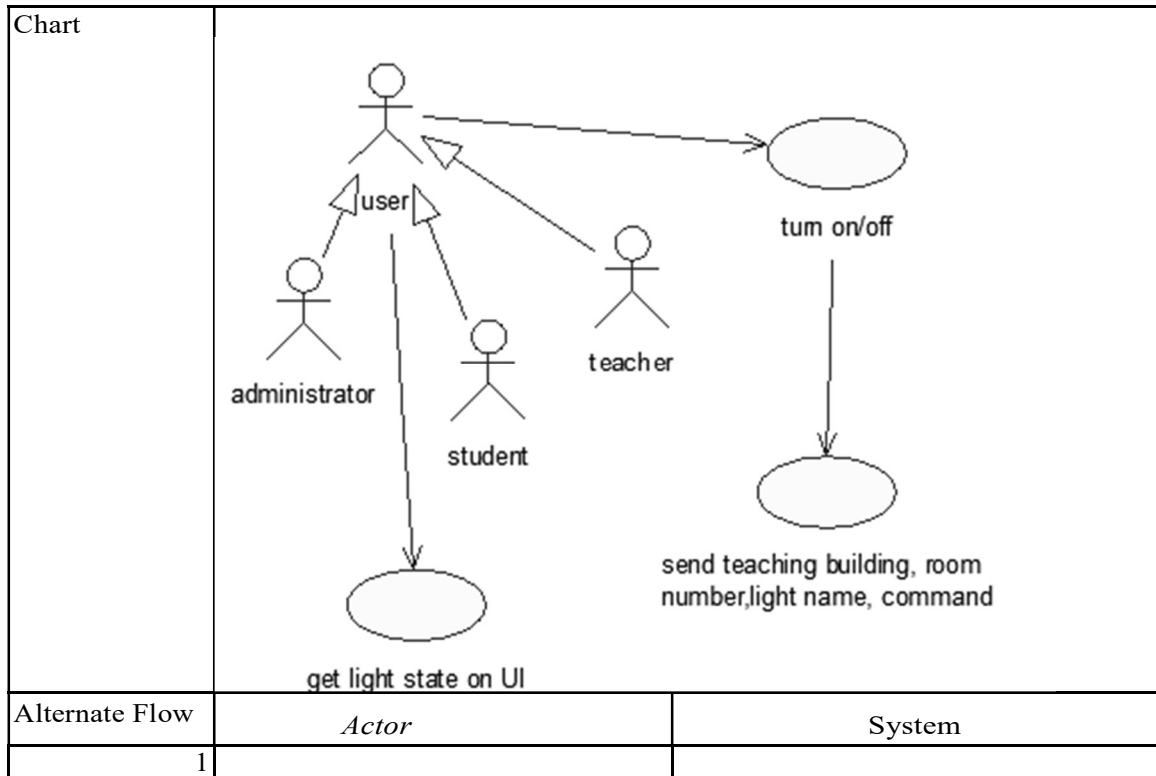 Chart
user
turn on/off
teacher
administrator
student
send teaching building, room
number,light name, command
get light state on UI
Alternate Flow
Actor
System
1